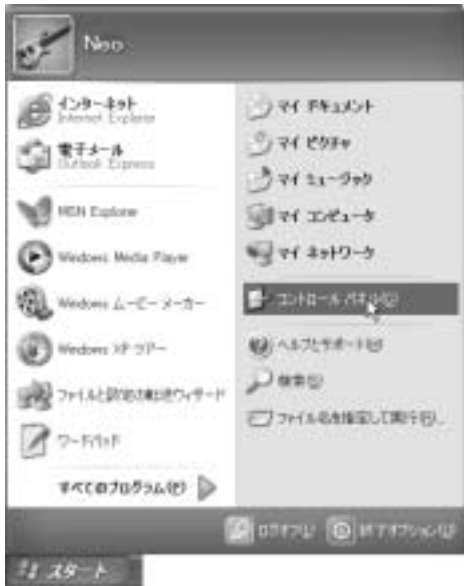 Neo
インターネット
Internet Explorer
電子メール
Outlook Express
MSN Explorer
Windows Media Player
Windows ムービー メーカー
Windows XP ツアー
ファイルと設定の転送ウィザード
ワードパッド
すべてのプログラム(P)
マイ ドキュメント
マイ ピクチャ
マイ ミュージック
マイ コンピュータ
マイ ネットワーク
コントロール パネル(C)
ヘルプとサポート(H)
検索(S)
ファイル名を指定して実行(R)...
ログオフ(L)
終了オプション(U)
スタート